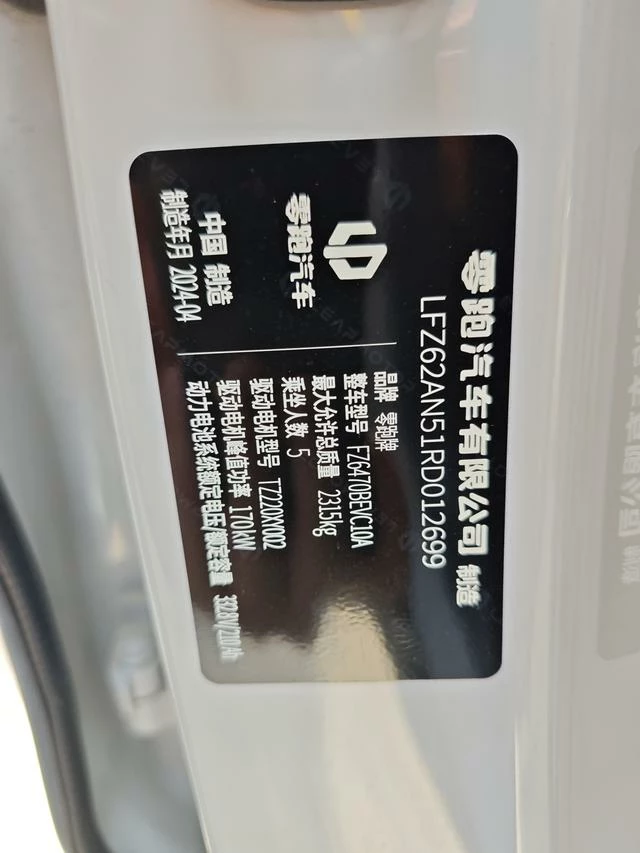 零跑汽车有限公司 制造
LFZ62AN51RD012699
零跑汽车
中国 制造
制造年月 2024-04
品牌 零跑牌
整车型号 FZ6470BEVC10A
最大允许总质量 2315kg
乘坐人数 5
驱动电机型号 TZ220XY002
驱动电机峰值功率 170kW
动力电池系统额定电压/额定容量 332.8V/210Ah